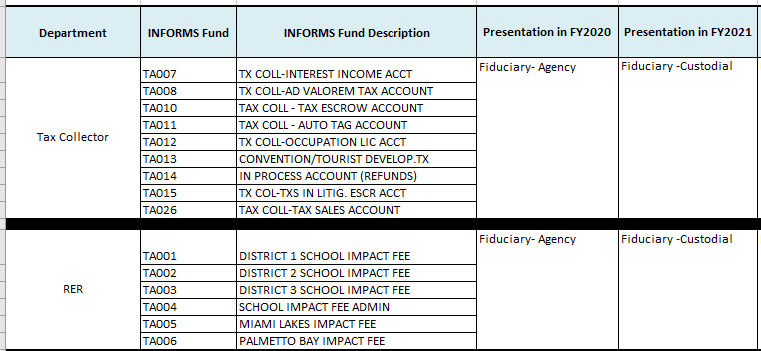 Department INFORMS Fund INFORMS Fund Description Presentation in FY2020 Presentation in FY2021
Fiduciary- Agency Fiduciary -Custodial
TA007 TX COLL-INTEREST INCOME ACCT
TA008 TX COLL-AD VALOREM TAX ACCOUNT
TA010 TAX COLL - TAX ESCROW ACCOUNT
TA011 TAX COLL - AUTO TAG ACCOUNT
Tax Collector TA012 TX COLL-OCCUPATION LIC ACCT
TA013 CONVENTION/TOURIST DEVELOP.TX
TA014 IN PROCESS ACCOUNT (REFUNDS)
TA015 TX COL-TXS IN LITIG. ESCR ACCT
TA026 TAX COLL-TAX SALES ACCOUNT
Fiduciary- Agency Fiduciary -Custodial
TA001 DISTRICT 1 SCHOOL IMPACT FEE
TA002 DISTRICT 2 SCHOOL IMPACT FEE
RER TA003 DISTRICT 3 SCHOOL IMPACT FEE
TA004 SCHOOL IMPACT FEE ADMIN
TA005 MIAMI LAKES IMPACT FEE
TA006 PALMETTO BAY IMPACT FEE